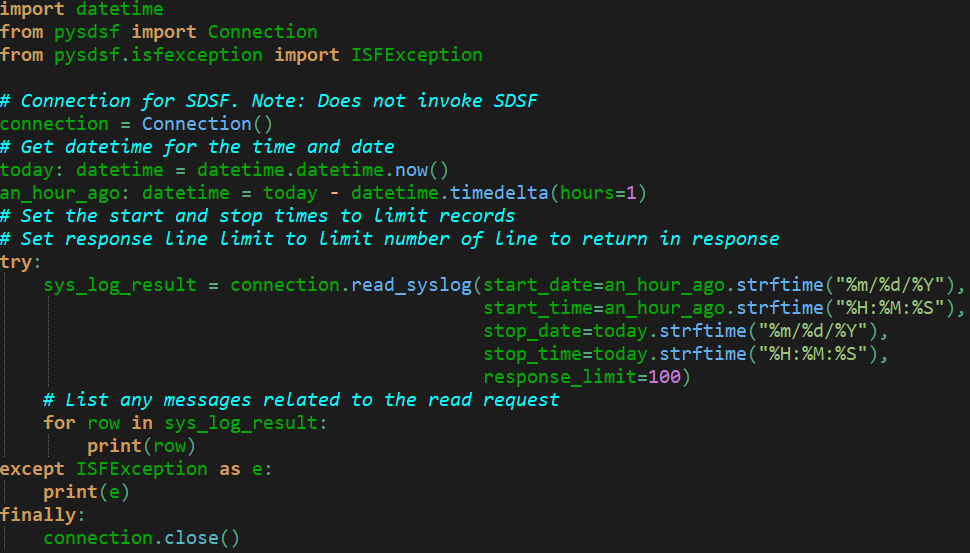 import datetime
from pysdsf import Connection
from pysdsf.isfexception import ISFException

# Connection for SDSF. Note: Does not invoke SDSF
connection = Connection()
# Get datetime for the time and date
today: datetime = datetime.datetime.now()
an_hour_ago: datetime = today - datetime.timedelta(hours=1)
# Set the start and stop times to limit records
# Set response line limit to limit number of line to return in response
try:
    sys_log_result = connection.read_syslog(start_date=an_hour_ago.strftime("%m/%d/%Y"),
                                            start_time=an_hour_ago.strftime("%H:%M:%S"),
                                            stop_date=today.strftime("%m/%d/%Y"),
                                            stop_time=today.strftime("%H:%M:%S"),
                                            response_limit=100)
    # List any messages related to the read request
    for row in sys_log_result:
        print(row)
except ISFException as e:
    print(e)
finally:
    connection.close()